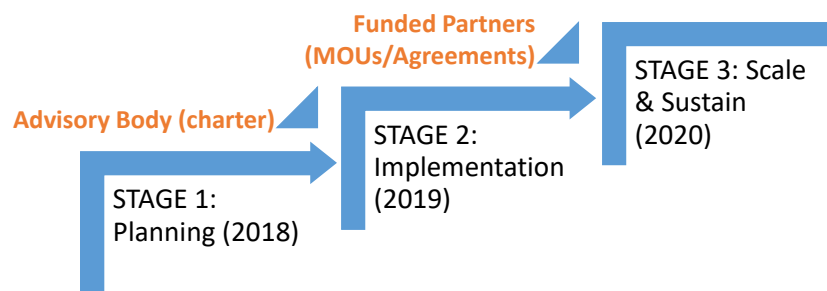 Funded Partners
(MOUs/Agreements)
STAGE 3: Scale
& Sustain
(2020)
Advisory Body (charter)
STAGE 2:
Implementation
(2019)
STAGE 1:
Planning (2018)